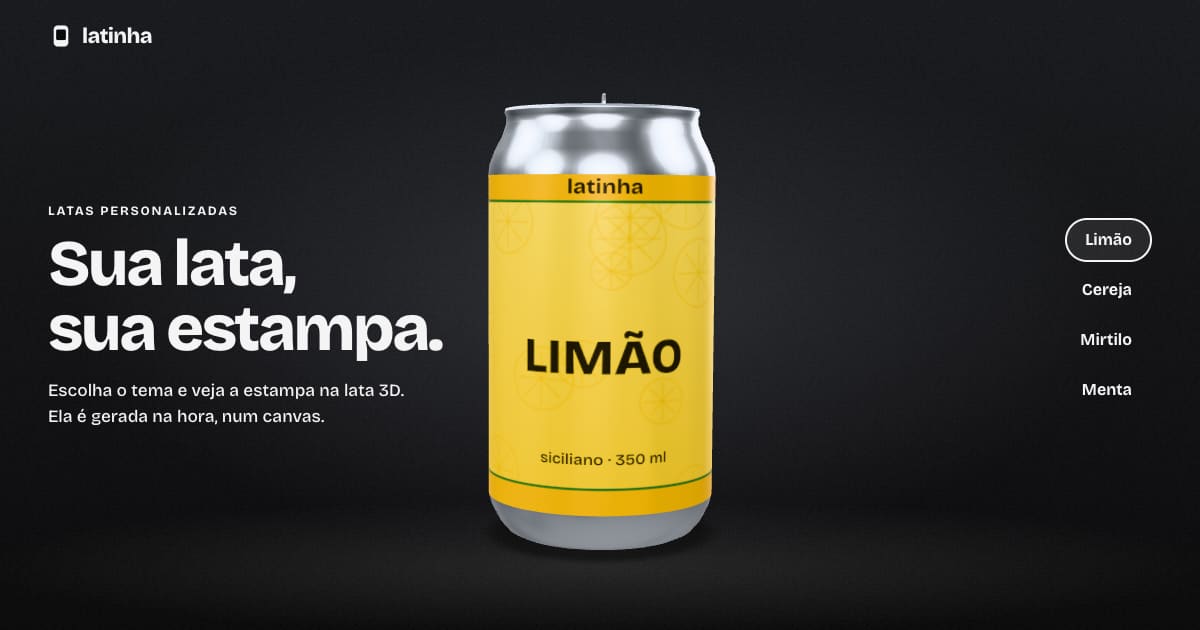 latinha
LATAS PERSONALIZADAS
Sua lata,
sua estampa.
Escolha o tema e veja a estampa na lata 3D.
Ela é gerada na hora, num canvas.
latinha
LIMÃO
siciliano · 350 ml
Limão
Cereja
Mirtilo
Menta